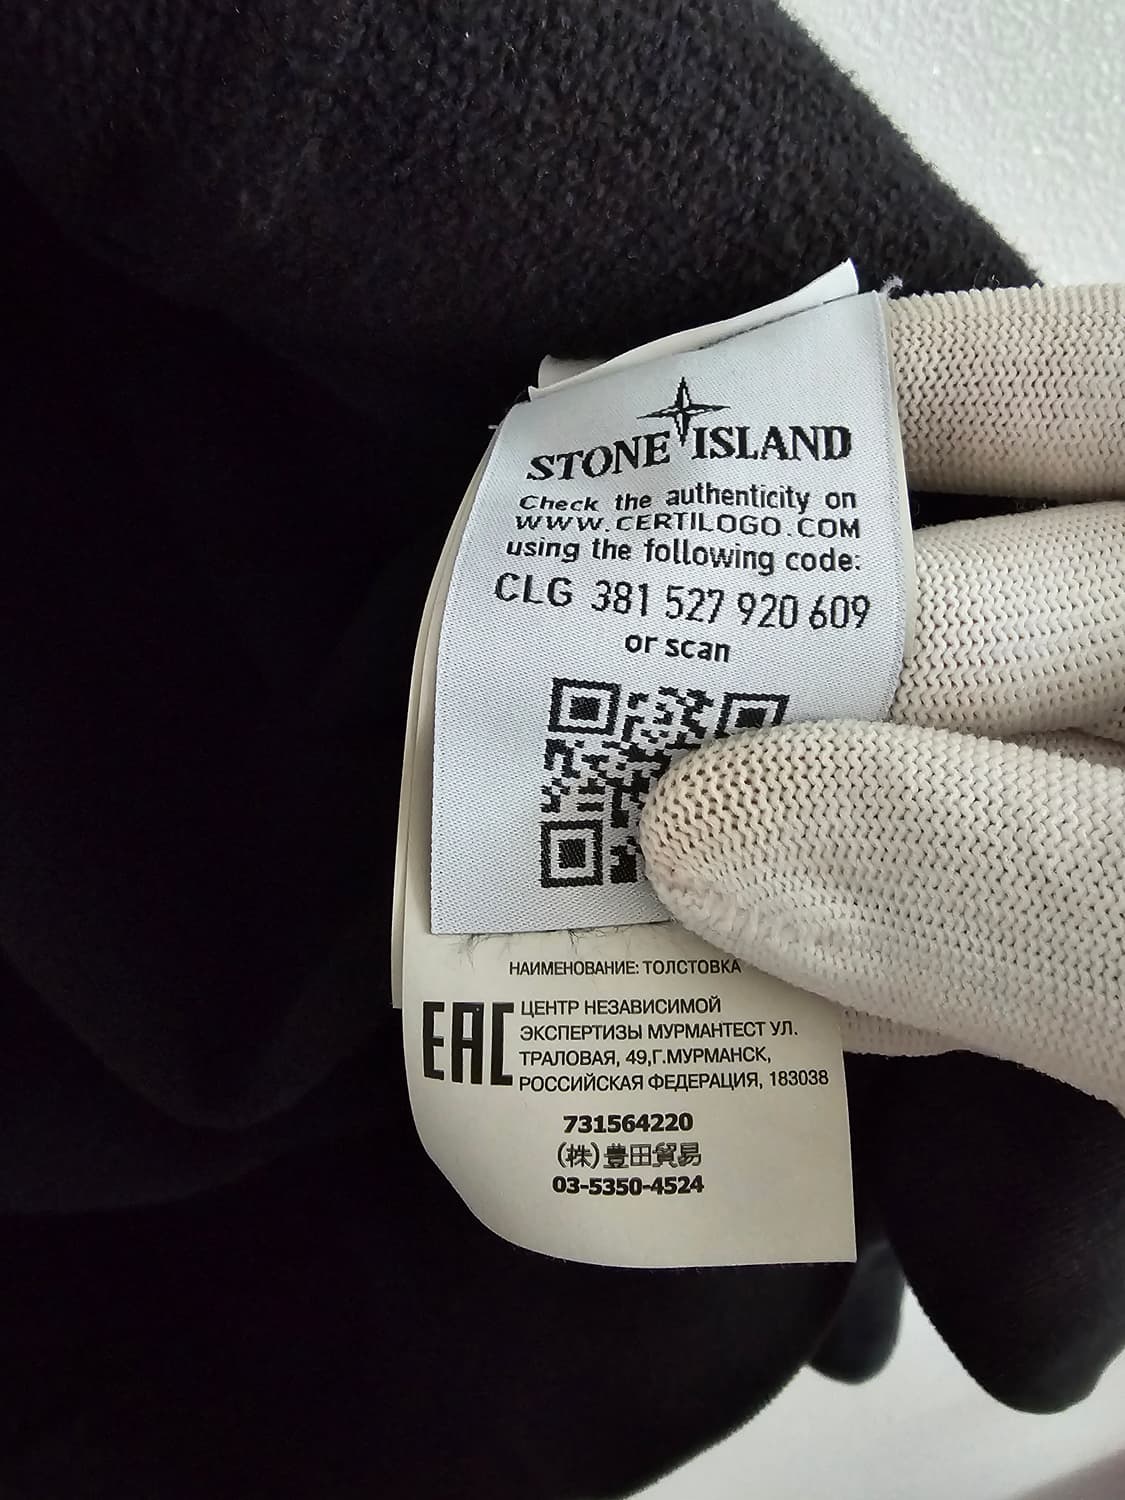 STONE ISLAND
Check the authenticity on
WWW.CERTILOGO.COM
using the following code:
CLG 381 527 920 609
or scan
НАИМЕНОВАНИЕ: ТОЛСТОВКА
EAC
ЦЕНТР НЕЗАВИСИМОЙ
ЭКСПЕРТИЗЫ МУРМАНТЕСТ УЛ.
ТРАЛОВАЯ, 49,Г.МУРМАНСК,
РОССИЙСКАЯ ФЕДЕРАЦИЯ, 183038
731564220
(株)豊田貿易
03-5350-4524